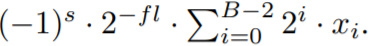 (−1)^s · 2^{−fl} · ∑_{i=0}^{B−2} 2^i · x_i.